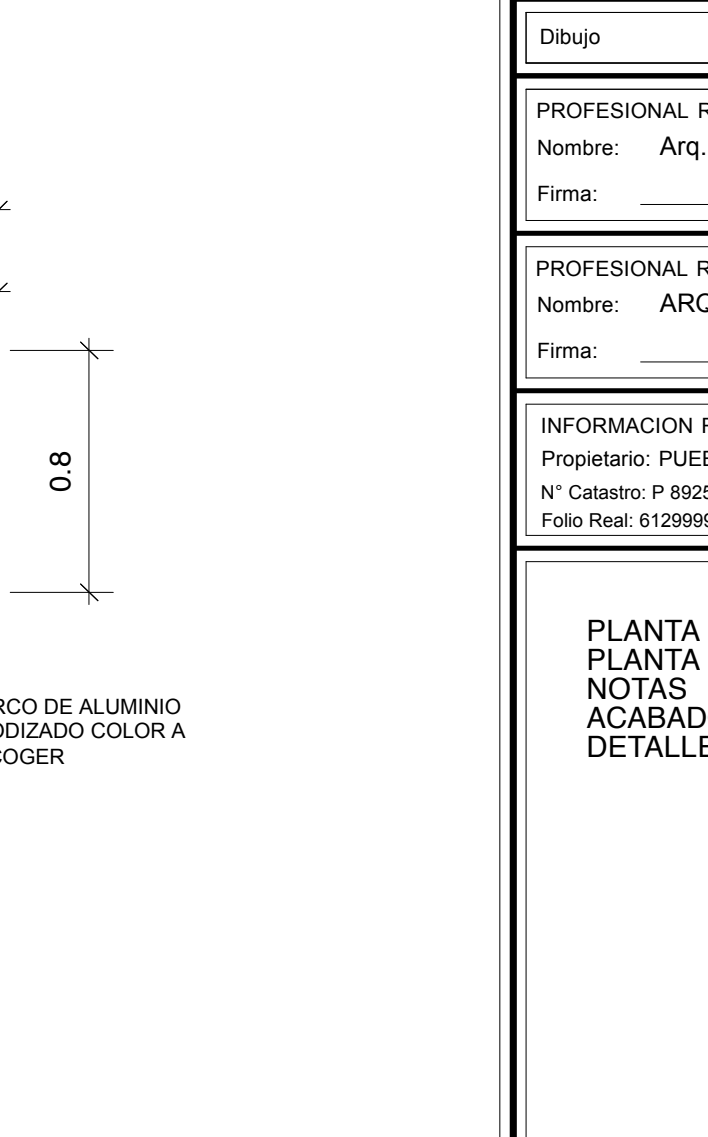 0.8
RCO DE ALUMINIO
ODIZADO COLOR A
COGER
Dibujo
PROFESIONAL R
Nombre: Arq.
Firma:
PROFESIONAL R
Nombre: ARQ
Firma:
INFORMACION
Propietario: PUEB
N° Catastro: P 8925
Folio Real: 6129999
PLANTA
PLANTA
NOTAS
ACABADO
DETALLE